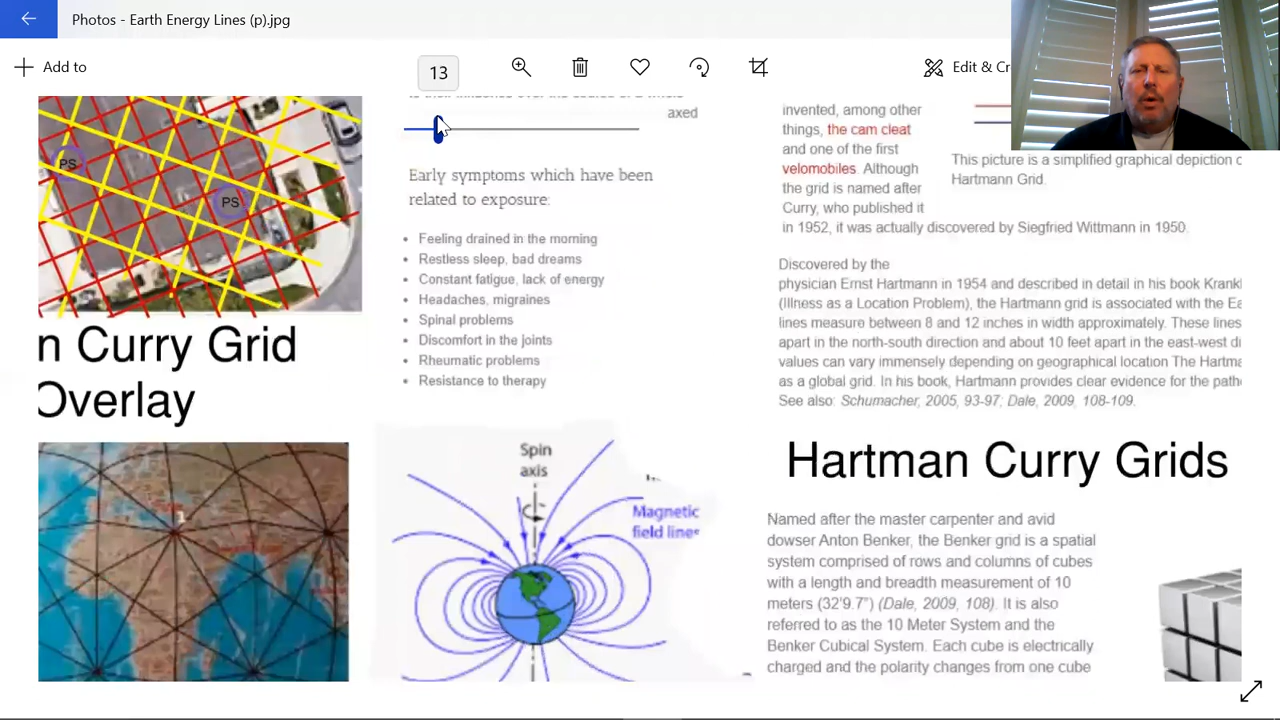 Photos - Earth Energy Lines (p).jpg
Add to
13
Edit & Cr
axed
PS
PS
n Curry Grid
Overlay
Early symptoms which have been
related to exposure:
• Feeling drained in the morning
• Restless sleep, bad dreams
• Constant fatigue, lack of energy
• Headaches, migraines
• Spinal problems
• Discomfort in the joints
• Rheumatic problems
• Resistance to therapy
Spin
axis
Magnetic
field lines
invented, among other
things, the cam cleat
and one of the first
velomobiles. Although
the grid is named after
Curry, who published it
in 1952, it was actually discovered by Siegfried Wittmann in 1950.
This picture is a simplified graphical depiction o
Hartmann Grid.
Discovered by the
physician Ernst Hartmann in 1954 and described in detail in his book Krankl
(Illness as a Location Problem), the Hartmann grid is associated with the Ea
lines measure between 8 and 12 inches in width approximately. These lines
apart in the north-south direction and about 10 feet apart in the east-west di
values can vary immensely depending on geographical location The Hartma
as a global grid. In his book, Hartmann provides clear evidence for the path
See also: Schumacher, 2005, 93-97; Dale, 2009, 108-109.
Hartman Curry Grids
Named after the master carpenter and avid
dowser Anton Benker, the Benker grid is a spatial
system comprised of rows and columns of cubes
with a length and breadth measurement of 10
meters (32'9.7") (Dale, 2009, 108). It is also
referred to as the 10 Meter System and the
Benker Cubical System. Each cube is electrically
charged and the polarity changes from one cube